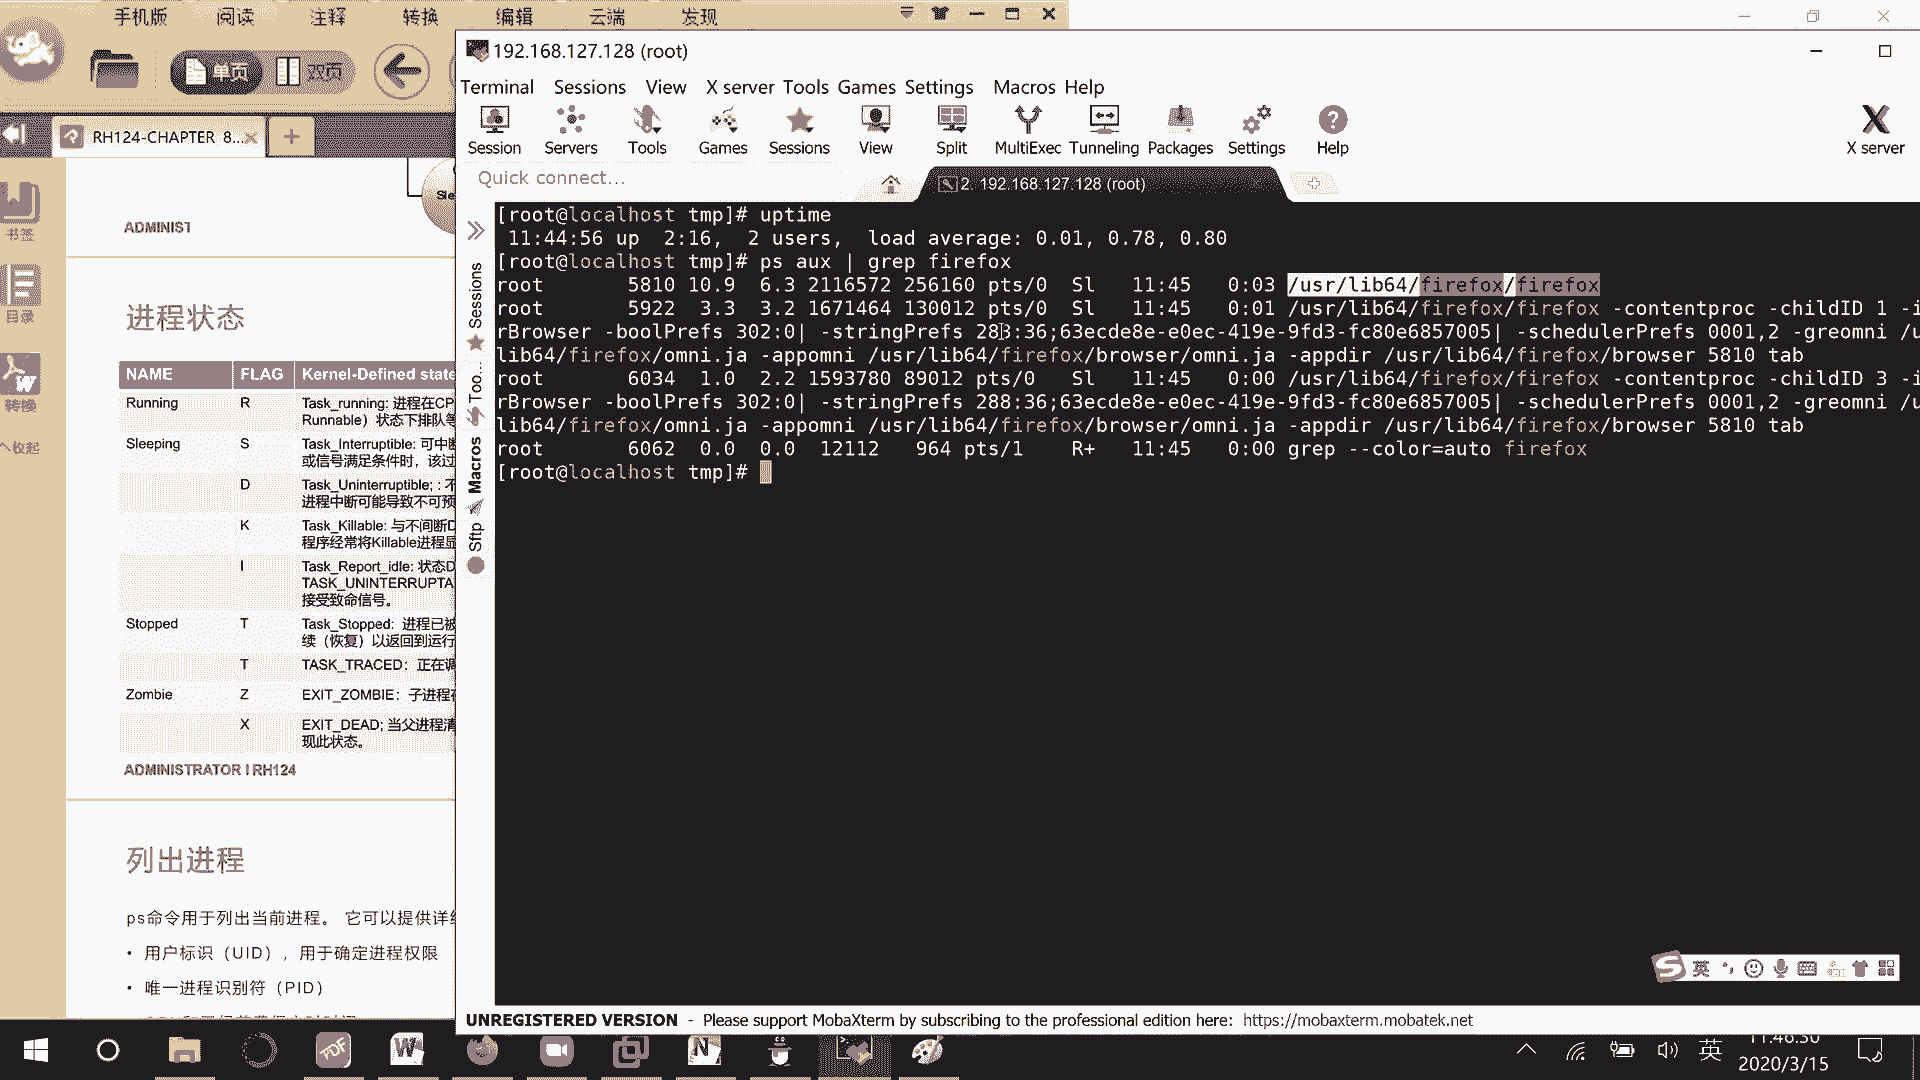 手机版 阅读 注释 转换 编辑 云端 发现
单页 双页
RH124-CHAPTER 8...
书签
目录
转换
收起
ADMINIST
进程状态
NAME FLAG Kernel-Defined state
Running R Task_running: 进程在CP
Runnable）状态下排队等
Sleeping S Task_Interruptible: 可中断
或信号满足条件时，该过
D Task_Uninterruptible; : 不
进程中断可能导致不可预
K Task_Killable: 与不间断D
程序经常将Killable进程显
I Task_Report_idle: 状态D
TASK_UNINTERRUPTA
接受致命信号。
Stopped T Task_Stopped: 进程已被
续（恢复）以返回到运行
T TASK_TRACED：正在调
Zombie Z EXIT_ZOMBIE：子进程在
X EXIT_DEAD; 当父进程清
现此状态。
ADMINISTRATOR | RH124
列出进程
ps命令用于列出当前进程。 它可以提供详细
• 用户标识（UID），用于确定进程权限
• 唯一进程识别符（PID）
192.168.127.128 (root)
Terminal Sessions View X server Tools Games Settings Macros Help
Session Servers Tools Games Sessions View Split MultiExec Tunneling Packages Settings Help X server
Quick connect...
2. 192.168.127.128 (root)
Sessions
Too...
Macros
Sftp
[root@localhost tmp]# uptime
11:44:56 up 2:16, 2 users, load average: 0.01, 0.78, 0.80
[root@localhost tmp]# ps aux | grep firefox
root 5810 10.9 6.3 2116572 256160 pts/0 Sl 11:45 0:03 /usr/lib64/firefox/firefox
root 5922 3.3 3.2 1671464 130012 pts/0 Sl 11:45 0:01 /usr/lib64/firefox/firefox -contentproc -childID 1 -i
rBrowser -boolPrefs 302:0| -stringPrefs 288:36;63ecde8e-e0ec-419e-9fd3-fc80e6857005| -schedulerPrefs 0001,2 -greomni /u
lib64/firefox/omni.ja -appomni /usr/lib64/firefox/browser/omni.ja -appdir /usr/lib64/firefox/browser 5810 tab
root 6034 1.0 2.2 1593780 89012 pts/0 Sl 11:45 0:00 /usr/lib64/firefox/firefox -contentproc -childID 3 -i
rBrowser -boolPrefs 302:0| -stringPrefs 288:36;63ecde8e-e0ec-419e-9fd3-fc80e6857005| -schedulerPrefs 0001,2 -greomni /u
lib64/firefox/omni.ja -appomni /usr/lib64/firefox/browser/omni.ja -appdir /usr/lib64/firefox/browser 5810 tab
root 6062 0.0 0.0 12112 964 pts/1 R+ 11:45 0:00 grep --color=auto firefox
[root@localhost tmp]#
英
UNREGISTERED VERSION - Please support MobaXterm by subscribing to the professional edition here: https://mobaxterm.mobatek.net
英
11:46:30
2020/3/15